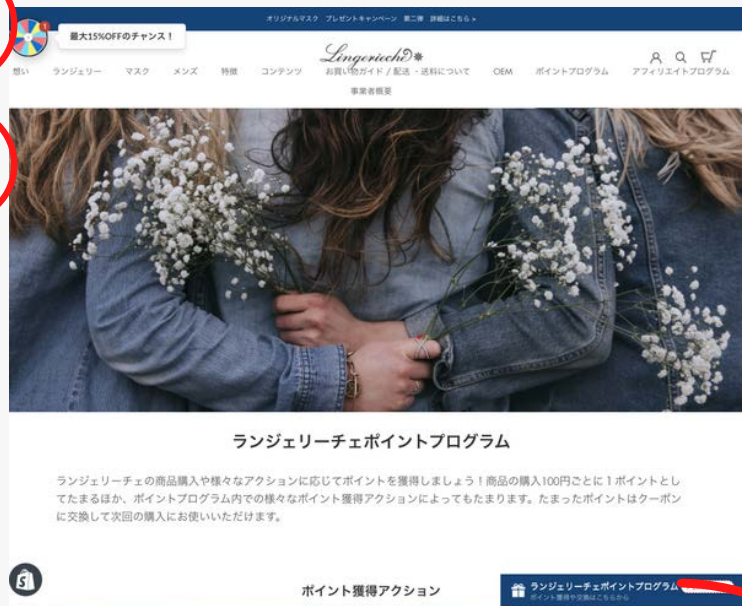 オリジナルマスク プレゼントキャンペーン 第二弾 詳細はこちら >
1
最大15%OFFのチャンス！
Lingerieche
想い ランジェリー マスク メンズ 特徴 コンテンツ お買い物ガイド / 配送 ・送料について OEM ポイントプログラム アフィリエイトプログラム
事業者概要
ランジェリーチェポイントプログラム
ランジェリーチェの商品購入や様々なアクションに応じてポイントを獲得しましょう！商品の購入100円ごとに１ポイントとし
てたまるほか、ポイントプログラム内での様々なポイント獲得アクションによってもたまります。たまったポイントはクーポン
に交換して次回の購入にお使いいただけます。
ポイント獲得アクション
ランジェリーチェポイントプログラム
ポイント獲得や交換はこちらから